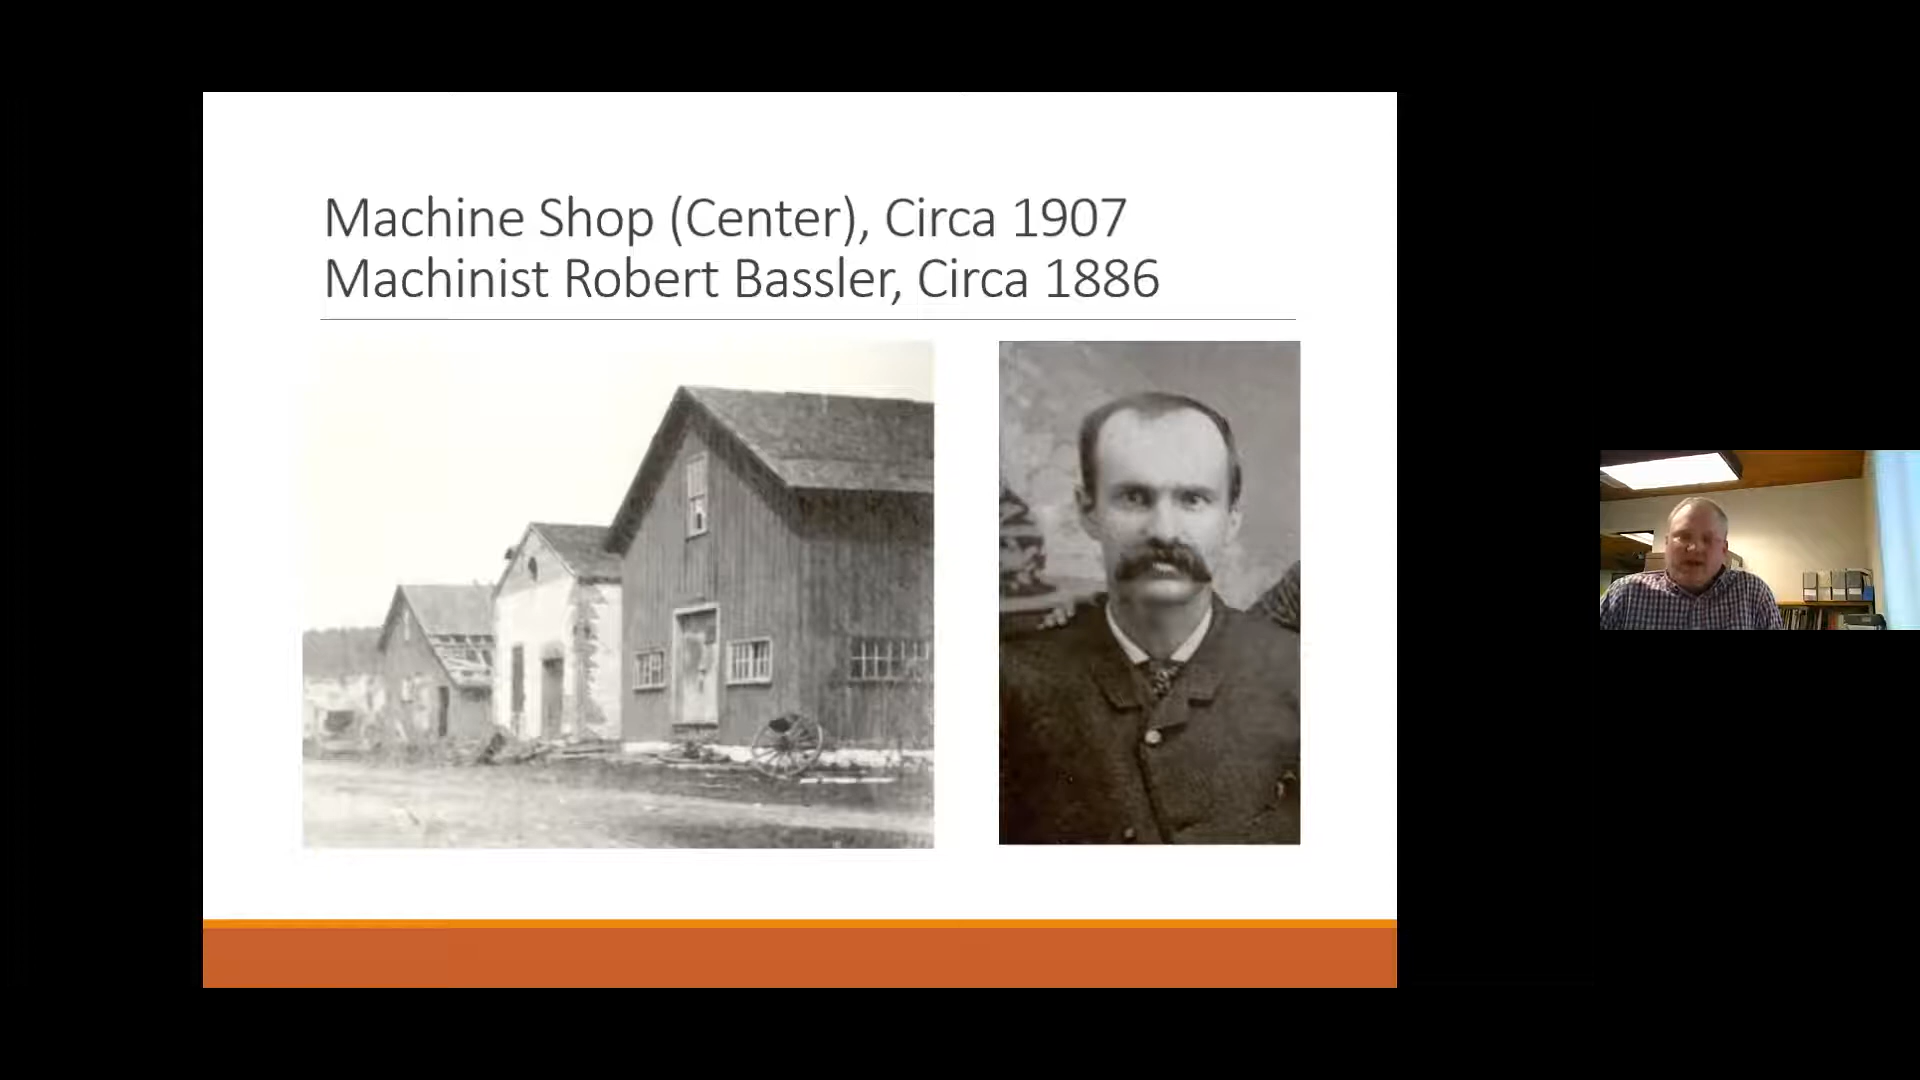 Machine Shop (Center), Circa 1907
Machinist Robert Bassler, Circa 1886